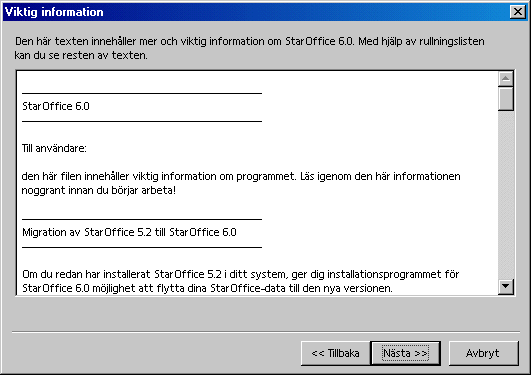 Viktig information
Den här texten innehåller mer och viktig information om StarOffice 6.0. Med hjälp av rullningslisten
kan du se resten av texten.
StarOffice 6.0
Till användare:
den här filen innehåller viktig information om programmet. Läs igenom den här informationen
noggrant innan du börjar arbeta!
Migration av StarOffice 5.2 till StarOffice 6.0
Om du redan har installerat StarOffice 5.2 i ditt system, ger dig installationsprogrammet för
StarOffice 6.0 möjlighet att flytta dina StarOffice-data till den nya versionen.
<< Tillbaka
Nästa >>
Avbryt